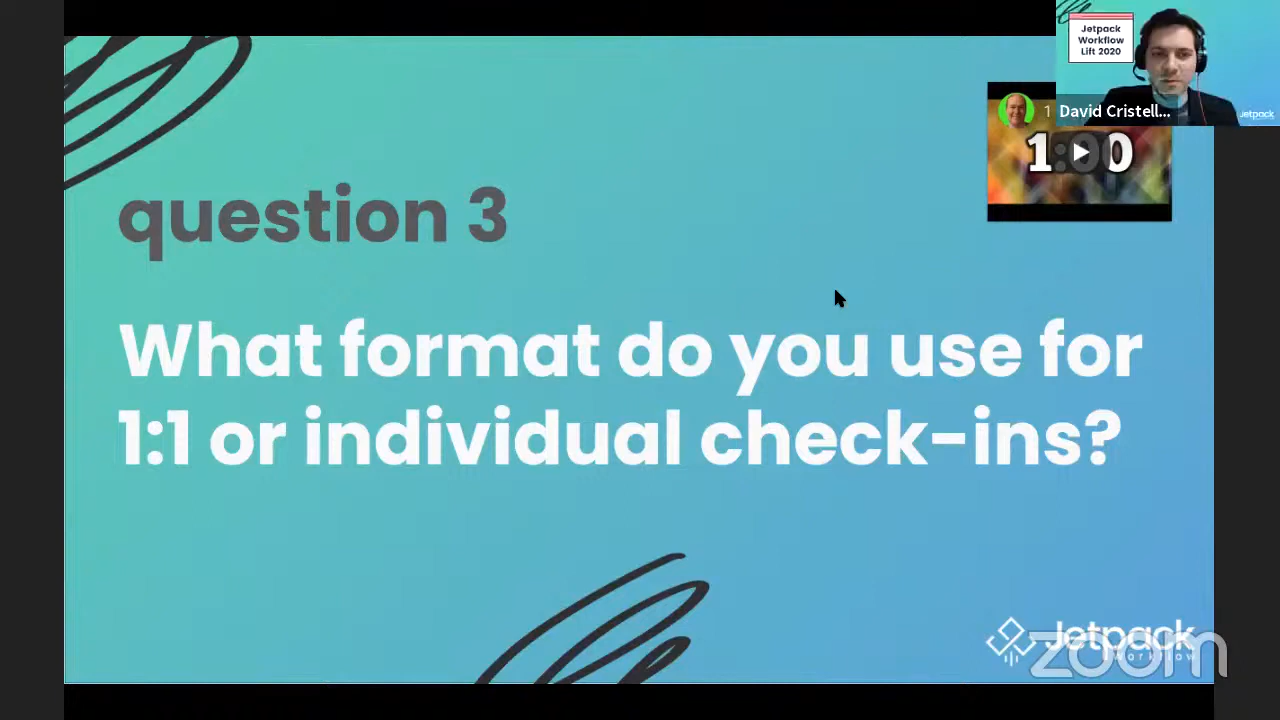 Jetpack
Workflow
Lift 2020
David Cristell...
Jetpack
1
1:00
question 3
What format do you use for
1:1 or individual check-ins?
Jetpack
Workflow
zoom